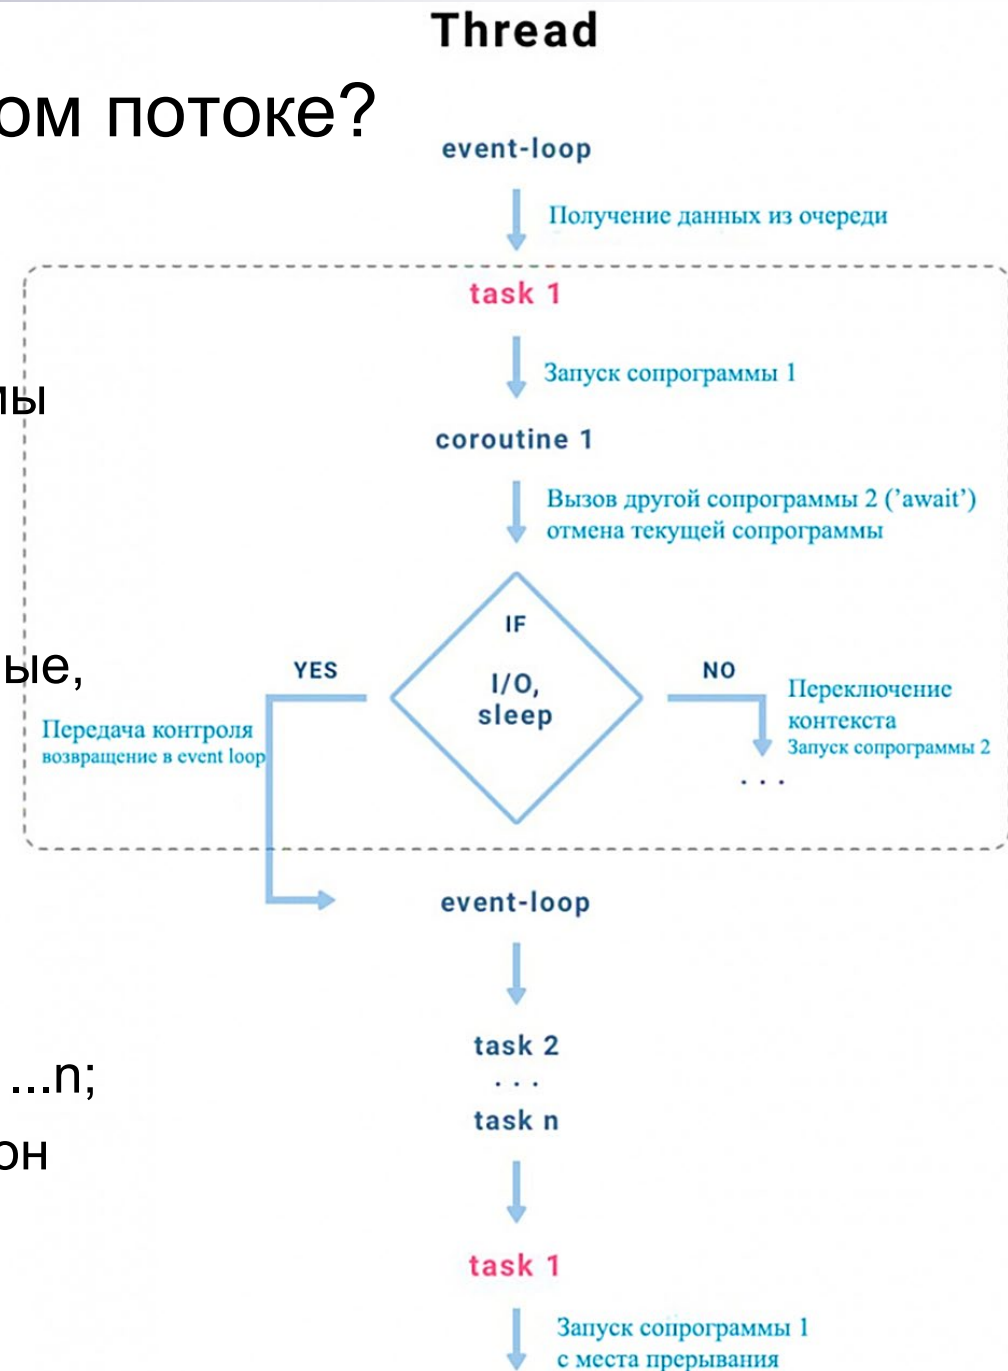 Thread
ом потоке?
event-loop
Получение данных из очереди
task 1
Запуск сопрограммы 1
мы
coroutine 1
Вызов другой сопрограммы 2 ('await')
отмена текущей сопрограммы
IF
I/O,
sleep
YES
NO
ые,
Передача контроля
возвращение в event loop
Переключение
контекста
Запуск сопрограммы 2
. . .
event-loop
task 2
. . .
task n
...n;
он
task 1
Запуск сопрограммы 1
с места прерывания